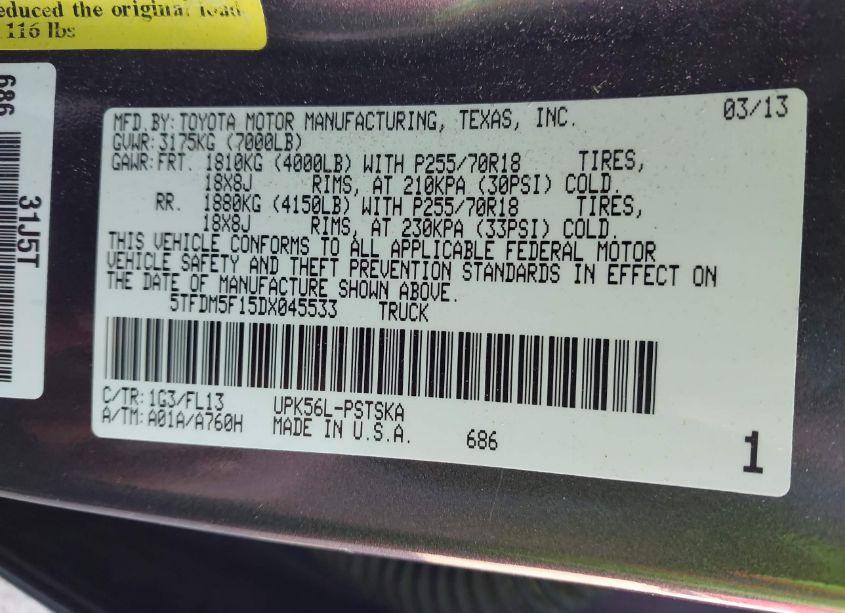 educed the original load
116 lbs
686
31J5T
03/13
MFD.BY:TOYOTA MOTOR MANUFACTURING, TEXAS, INC.
GVWR:3175KG (7000LB)
GAWR:FRT. 1810KG (4000LB) WITH P255/70R18 TIRES,
18X8J RIMS, AT 210KPA (30PSI) COLD.
RR. 1880KG (4150LB) WITH P255/70R18 TIRES,
18X8J RIMS, AT 230KPA (33PSI) COLD.
THIS VEHICLE CONFORMS TO ALL APPLICABLE FEDERAL MOTOR
VEHICLE SAFETY AND THEFT PREVENTION STANDARDS IN EFFECT ON
THE DATE OF MANUFACTURE SHOWN ABOVE.
5TFDM5F15DX045533 TRUCK
C/TR:1G3/FL13 UPK56L-PSTSKA
A/TM:A01A/A760H MADE IN U.S.A. 686
1